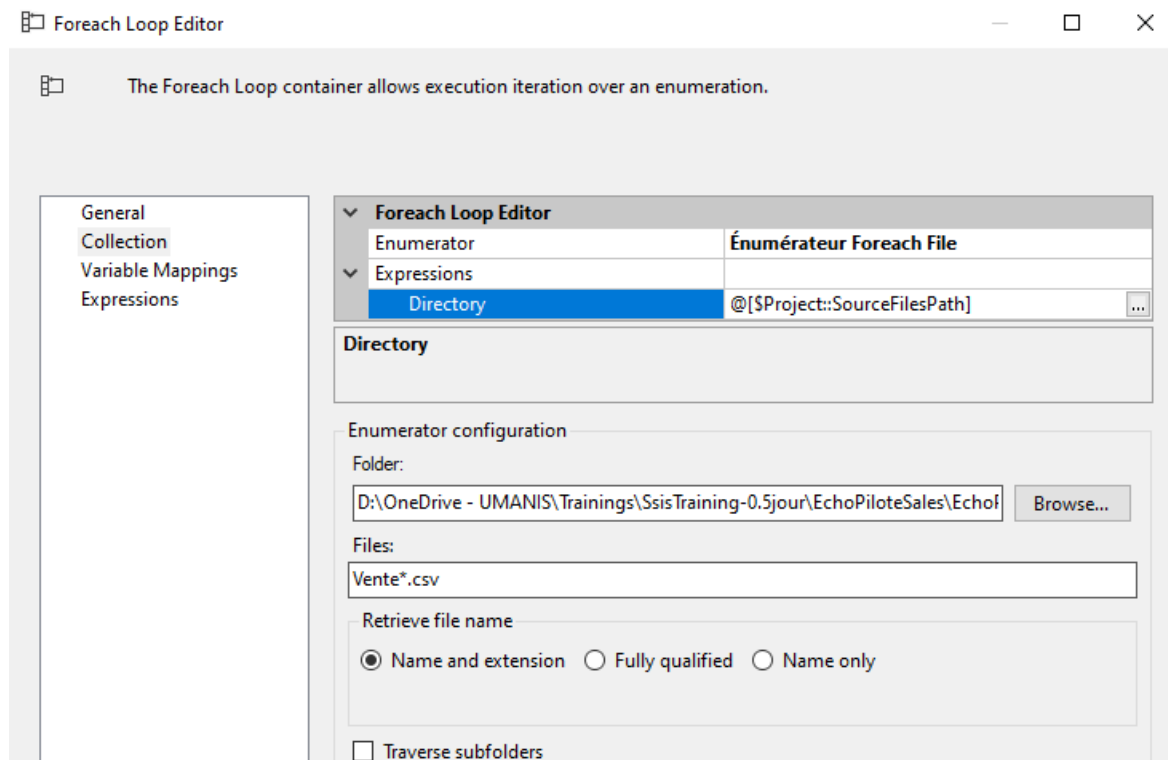 Foreach Loop Editor
The Foreach Loop container allows execution iteration over an enumeration.
General
Collection
Variable Mappings
Expressions
Foreach Loop Editor
Enumerator Énumérateur Foreach File
Expressions
Directory @[$Project::SourceFilesPath] ...
Directory
Enumerator configuration
Folder:
D:\OneDrive - UMANIS\Trainings\SsisTraining-0.5jour\EchoPiloteSales\Echo Browse...
Files:
Vente*.csv
Retrieve file name
Name and extension Fully qualified Name only
Traverse subfolders